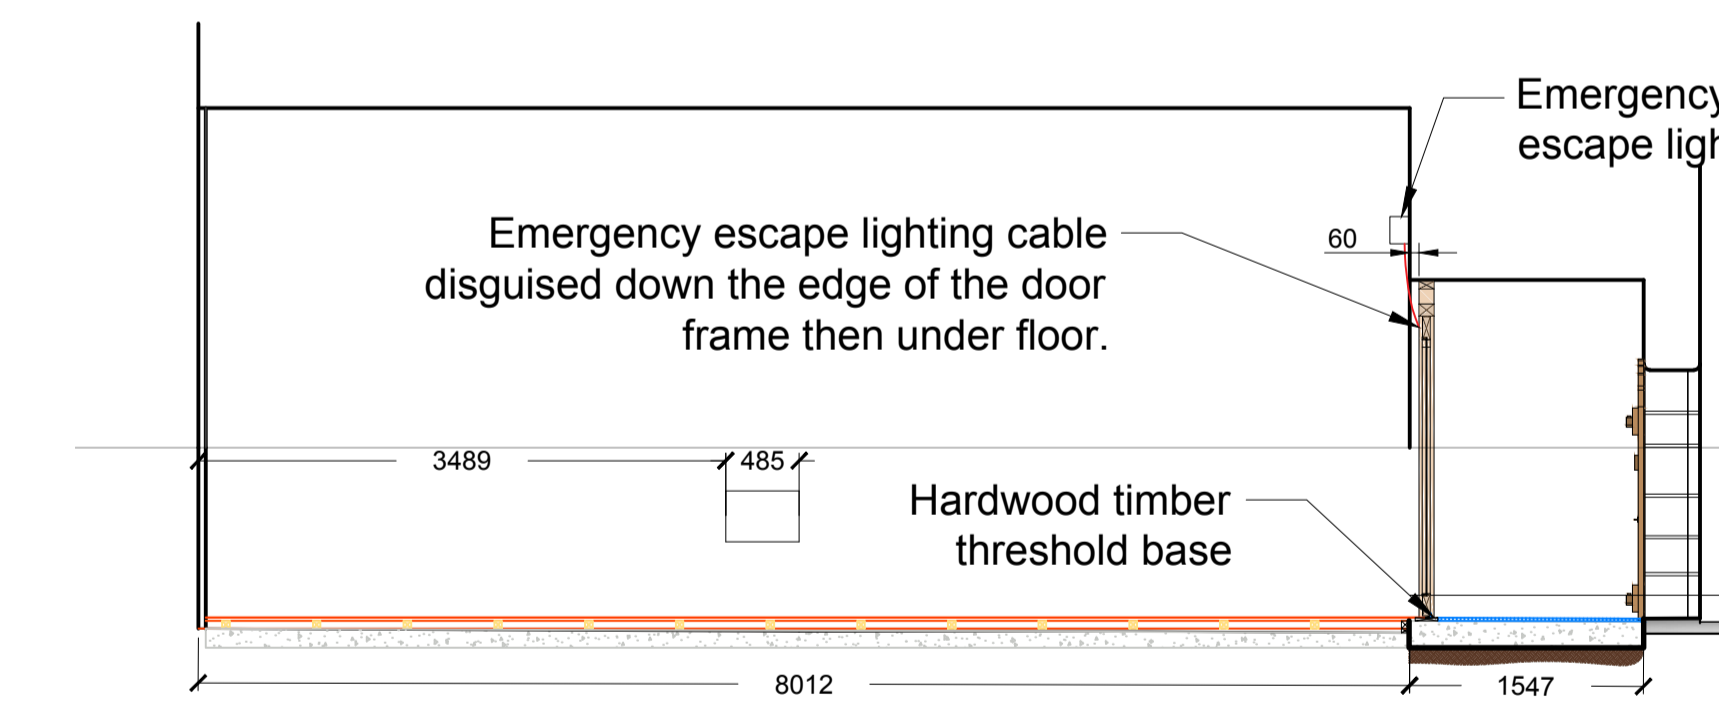 Emergency
escape ligh
Emergency escape lighting cable
disguised down the edge of the door
frame then under floor.
60
3489
485
Hardwood timber
threshold base
8012
1547